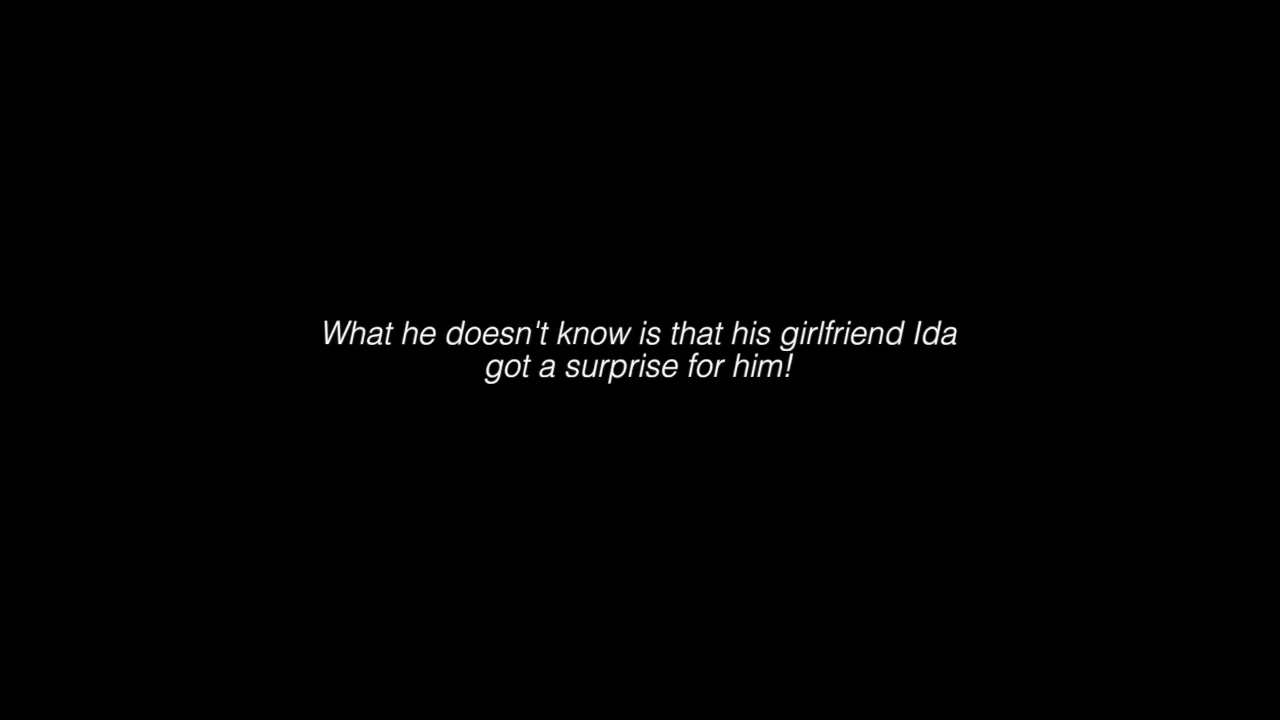 What he doesn't know is that his girlfriend Ida
got a surprise for him!